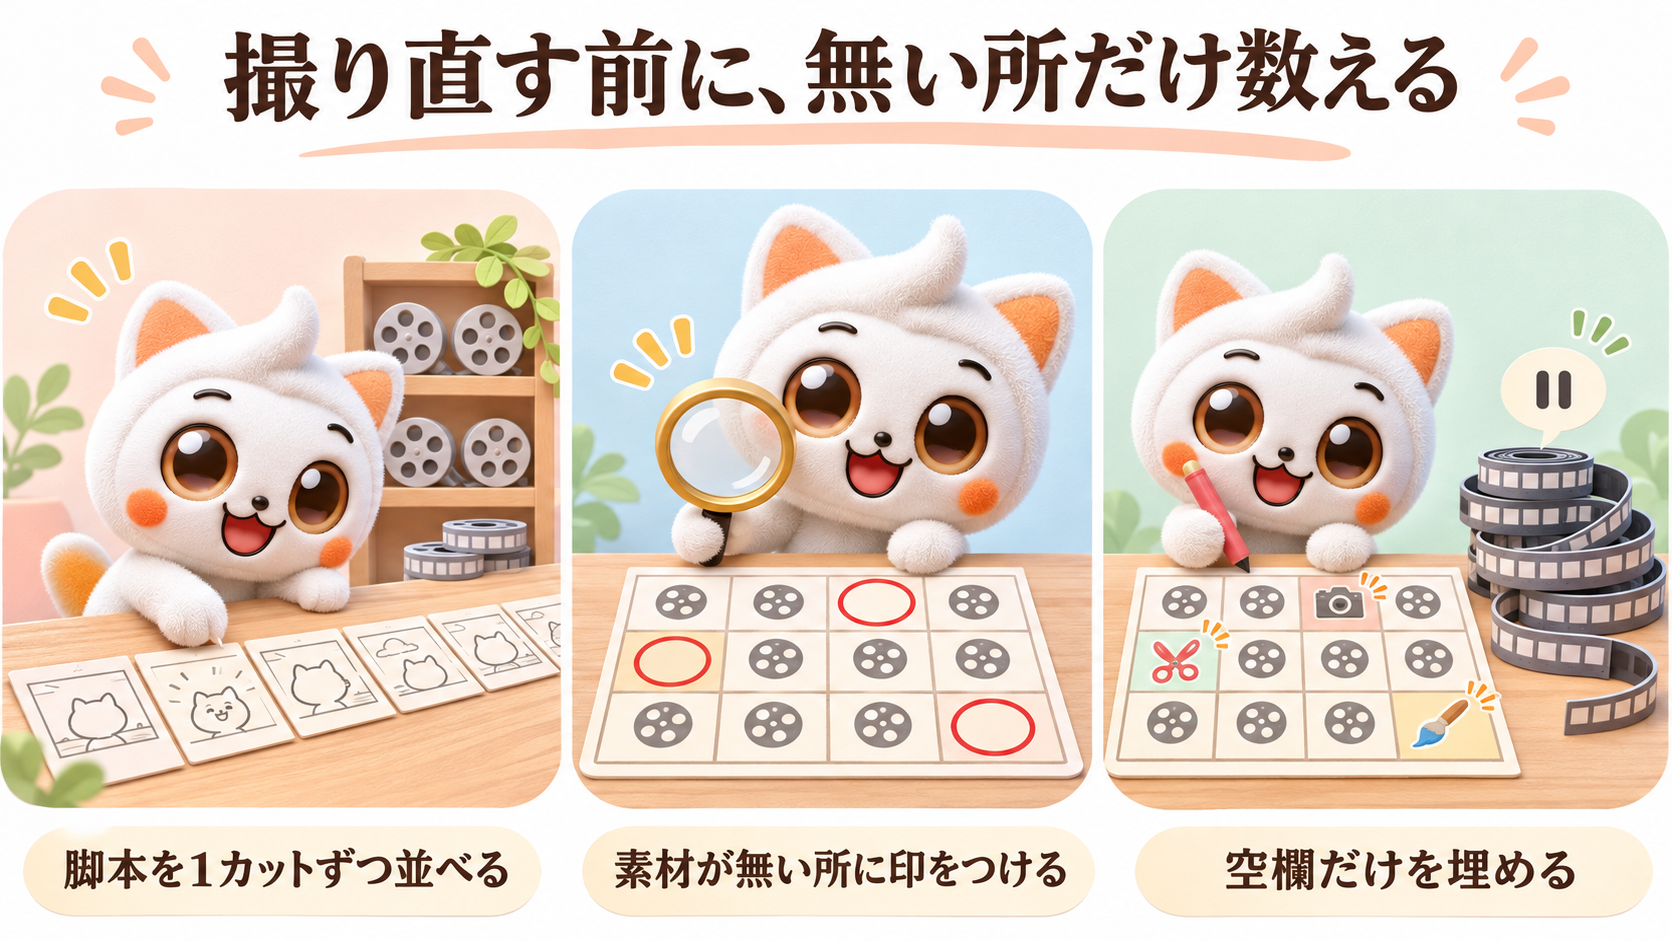 撮り直す前に、無い所だけ数える
脚本を1カットずつ並べる
素材が無い所に印をつける
空欄だけを埋める